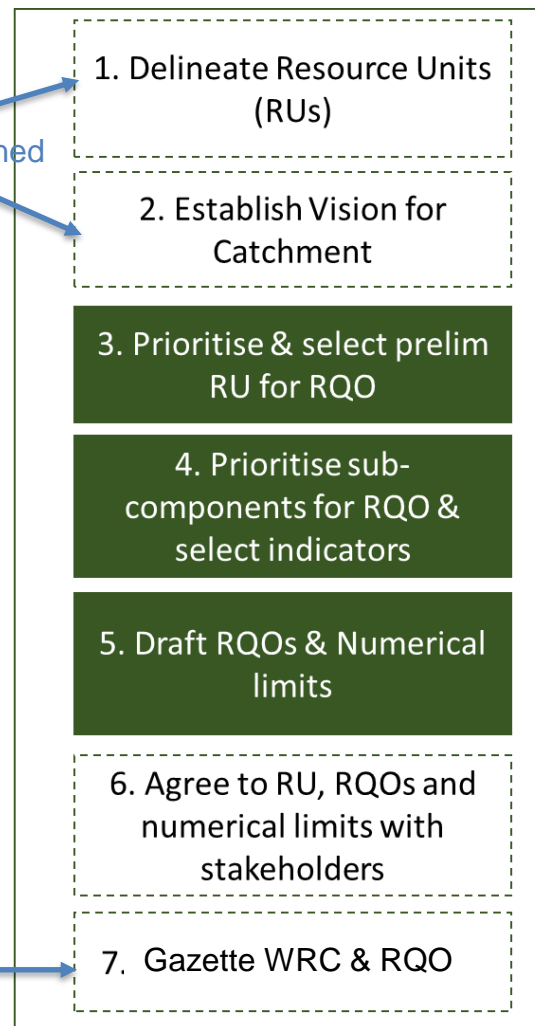 1. Delineate Resource Units
(RUs)
ned
2. Establish Vision for
Catchment
3. Prioritise & select prelim
RU for RQO
4. Prioritise sub-
components for RQO &
select indicators
5. Draft RQOs & Numerical
limits
6. Agree to RU, RQOs and
numerical limits with
stakeholders
7. Gazette WRC & RQO